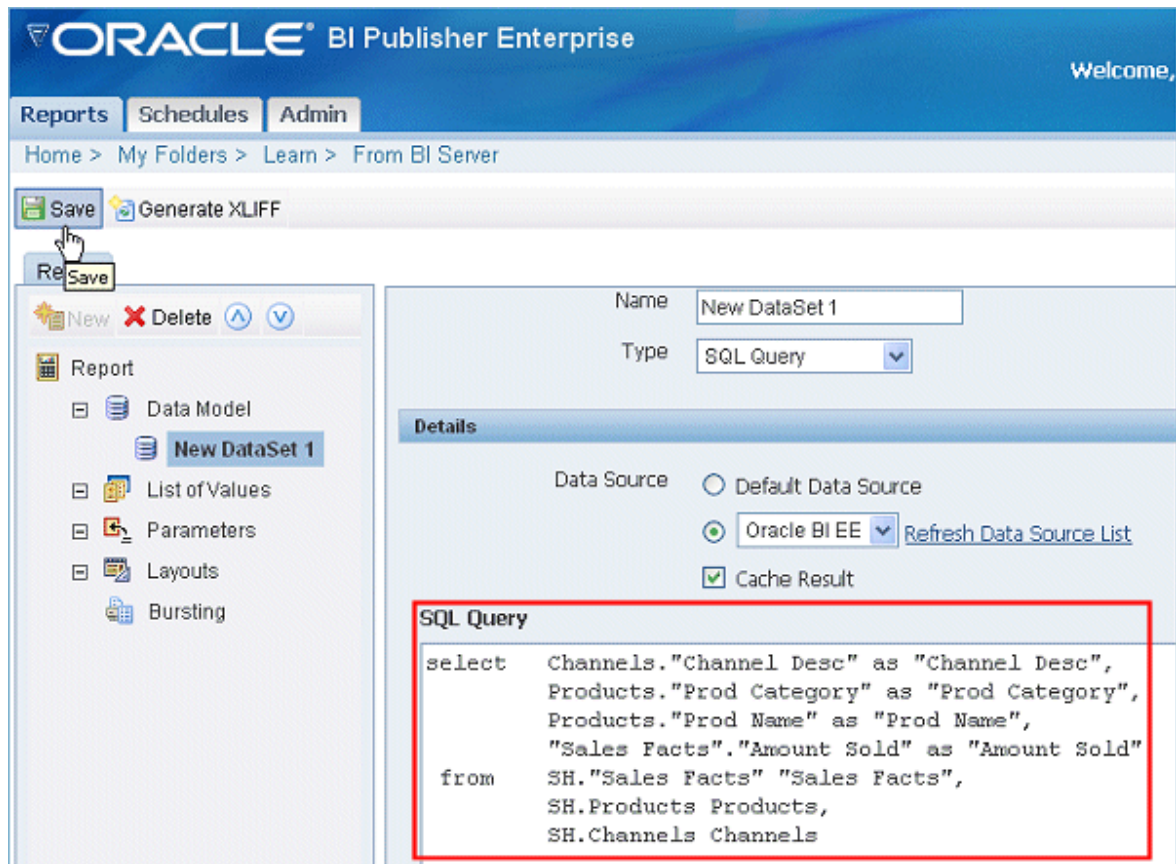 ORACLE® BI Publisher Enterprise
Welcome,
Reports Schedules Admin
Home > My Folders > Learn > From BI Server
Save Generate XLIFF
Save
New Delete
Name New DataSet 1
Type SQL Query
Report
Data Model
New DataSet 1
List of Values
Parameters
Layouts
Bursting
Details
Data Source Default Data Source
Oracle BI EE Refresh Data Source List
Cache Result
SQL Query
select Channels."Channel Desc" as "Channel Desc",
Products."Prod Category" as "Prod Category",
Products."Prod Name" as "Prod Name",
"Sales Facts"."Amount Sold" as "Amount Sold"
from SH."Sales Facts" "Sales Facts",
SH.Products Products,
SH.Channels Channels